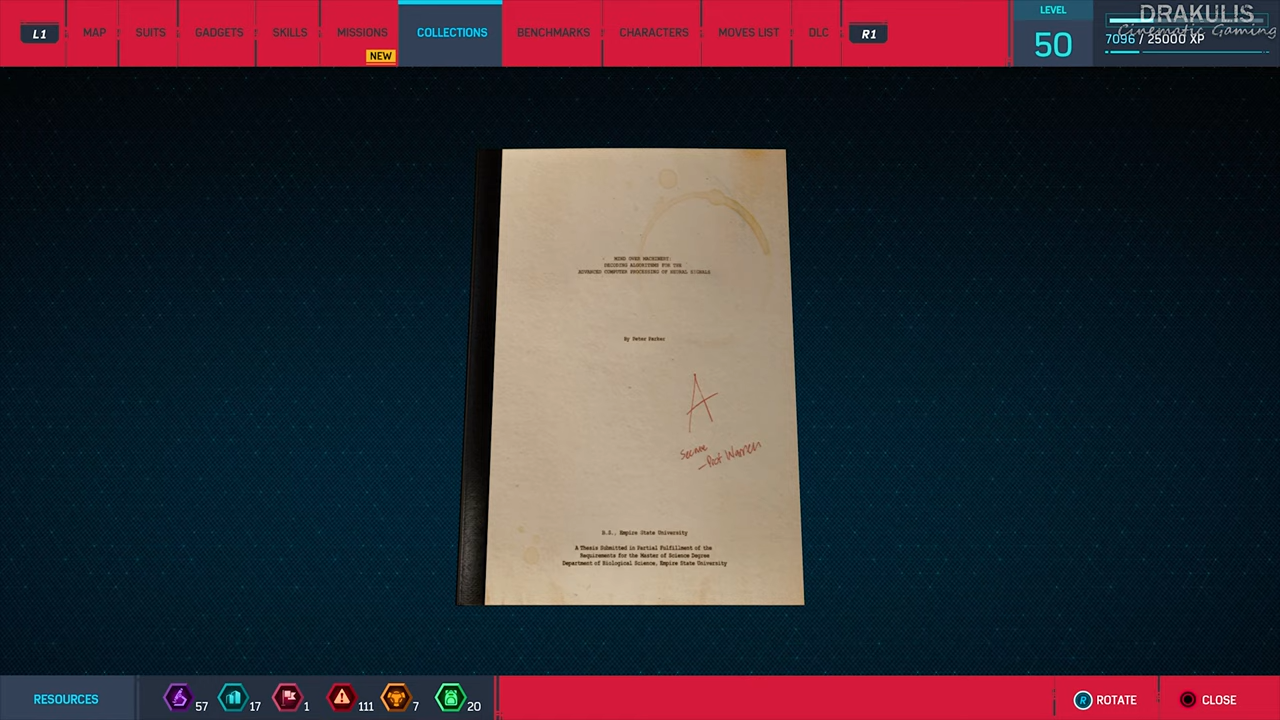 L1
MAP
SUITS
GADGETS
SKILLS
MISSIONS
NEW
COLLECTIONS
BENCHMARKS
CHARACTERS
MOVES LIST
DLC
R1
LEVEL
50
DRAKULIS
Cinematic Gaming
7096 / 25000 XP
MIND OVER MACHINERY:
DECODING ALGORITHMS FOR THE
ADVANCED COMPUTER PROCESSING OF NEURAL SIGNALS
By Peter Parker
A
See me
- Prof Warren
B.S., Empire State University
A Thesis Submitted in Partial Fulfillment of the
Requirements For the Master of Science Degree
Department of Biological Science, Empire State University
RESOURCES
57
17
1
111
7
20
R ROTATE
CLOSE